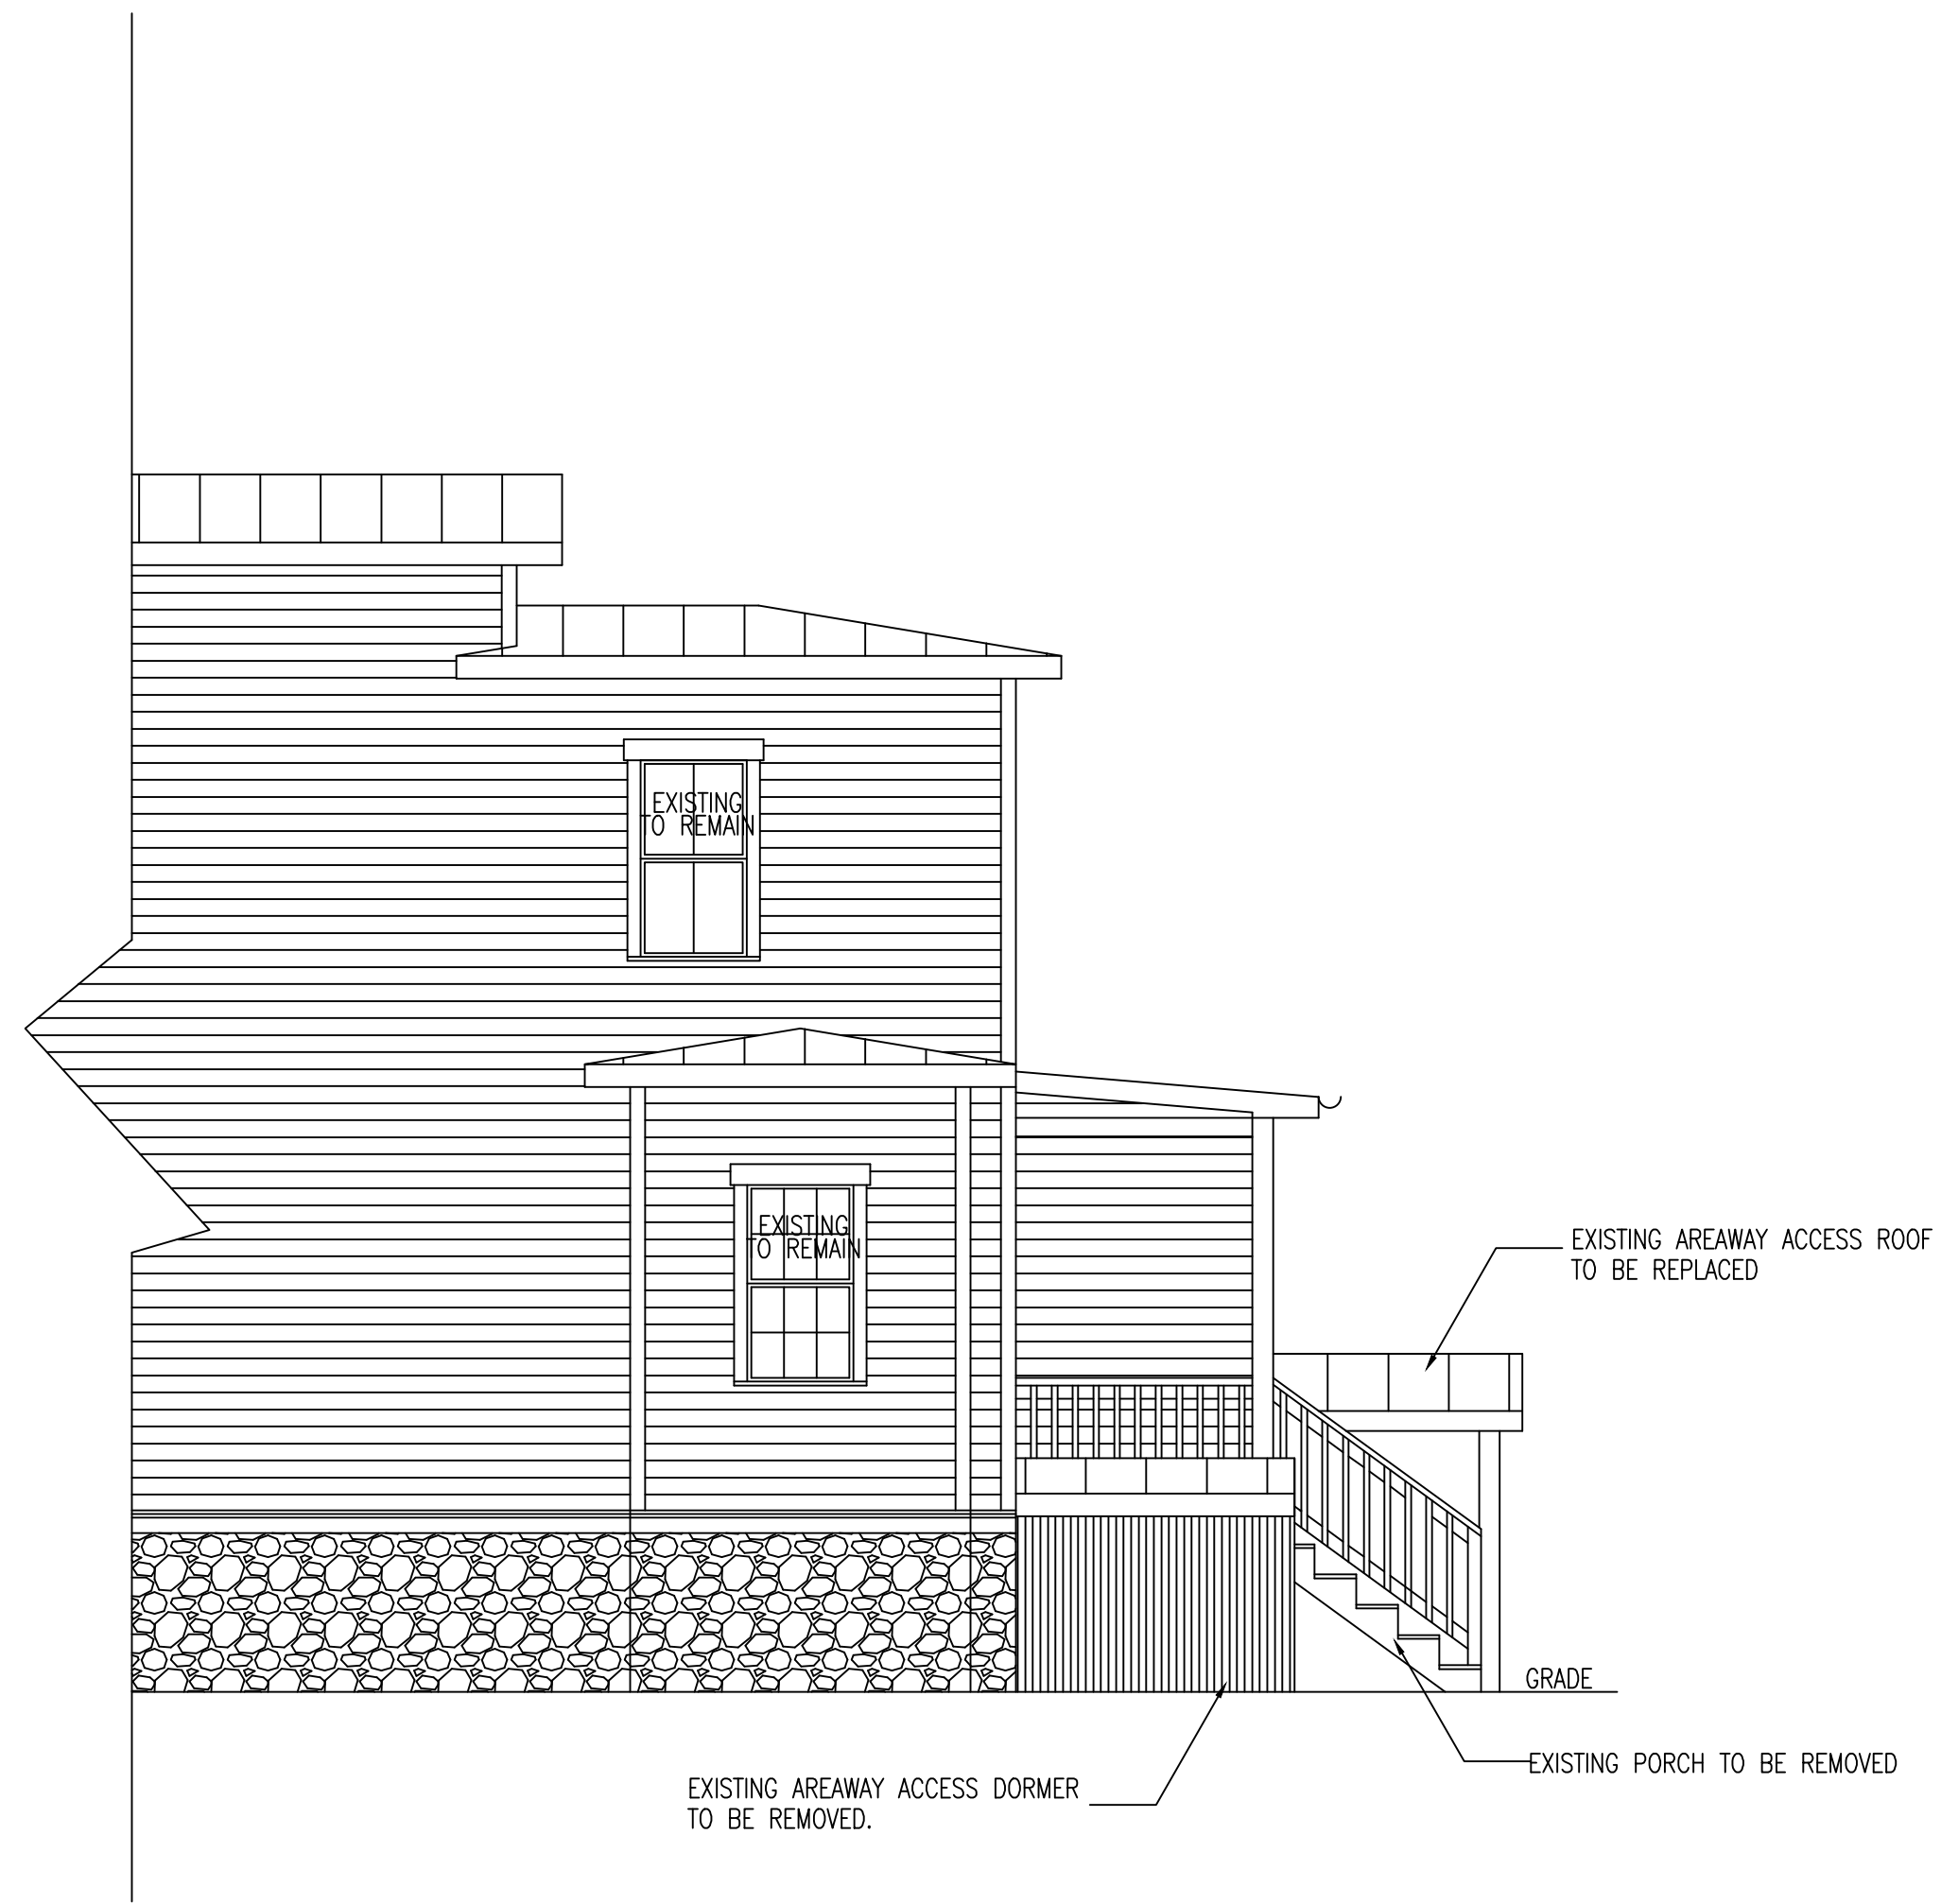 EXISTING
TO REMAIN
EXISTING
TO REMAIN
EXISTING AREAWAY ACCESS ROOF
TO BE REPLACED
GRADE
EXISTING PORCH TO BE REMOVED
EXISTING AREAWAY ACCESS DORMER
TO BE REMOVED.